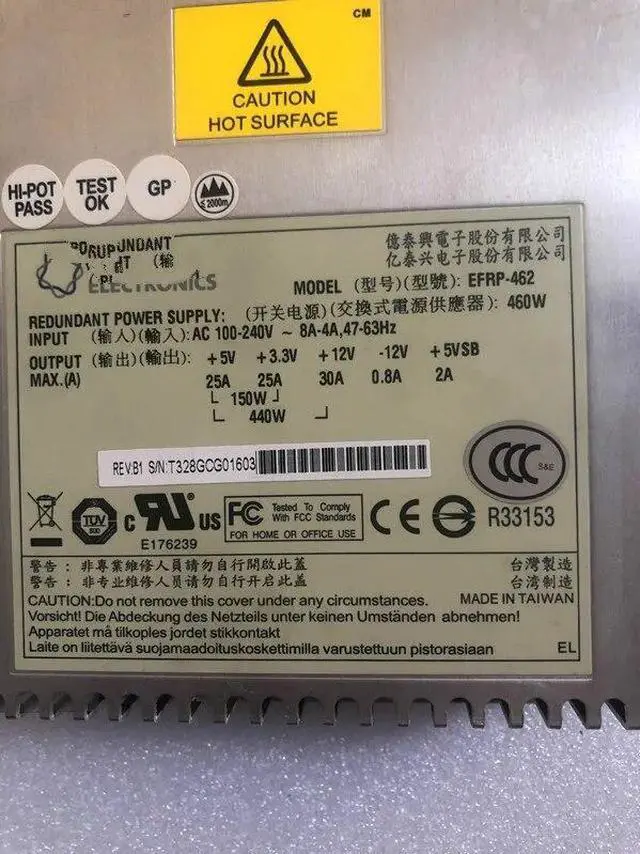 CM
CAUTION
HOT SURFACE
HI-POT PASS
TEST OK
GP
≤2000m
ELECTRONICS
億泰興電子股份有限公司
亿泰兴电子股份有限公司
MODEL (型号)(型號): EFRP-462
REDUNDANT POWER SUPPLY: (开关电源)(交換式電源供應器): 460W
INPUT (输入)(輸入): AC 100-240V ~ 8A-4A,47-63Hz
OUTPUT (输出)(輸出): +5V +3.3V +12V -12V +5VSB
MAX.(A) 25A 25A 30A 0.8A 2A
150W
440W
REV:B1 S/N:T328GCG01603
CCC S&E
TÜV SÜD
c RU US
E176239
FC Tested To Comply
With FCC Standards
FOR HOME OR OFFICE USE
CE
R33153
警告: 非專業維修人員請勿自行開啟此蓋
台灣製造
警告: 非专业维修人员请勿自行开启此盖
台湾制造
CAUTION:Do not remove this cover under any circumstances. MADE IN TAIWAN
Vorsicht! Die Abdeckung des Netzteils unter keinen Umständen abnehmen!
Apparatet må tilkoples jordet stikkontakt
Laite on liitettävä suojamaadoituskoskettimilla varustettuun pistorasiaan EL